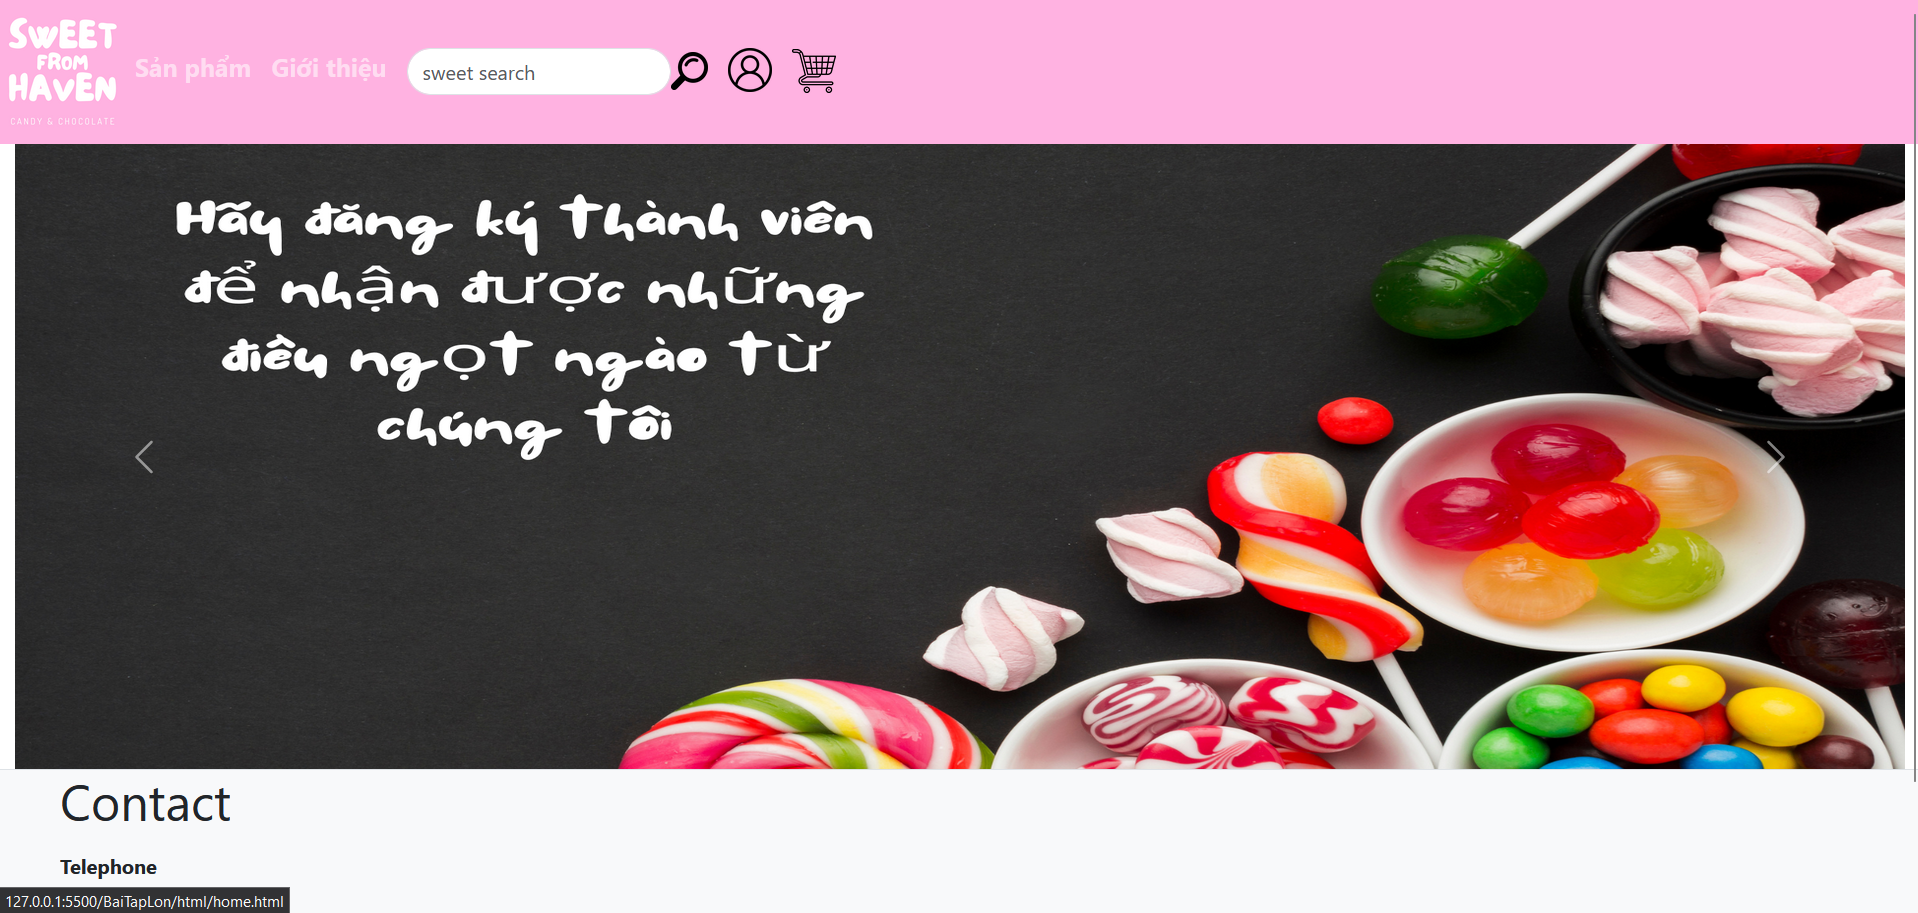 SWEET
FROM
HAVEN
CANDY & CHOCOLATE
Sản phẩm
Giới thiệu
sweet search
Hãy đăng ký thành viên
để nhận được những
điều ngọt ngào từ
chúng tôi
Contact
Telephone
127.0.0.1:5500/BaiTapLon/html/home.html